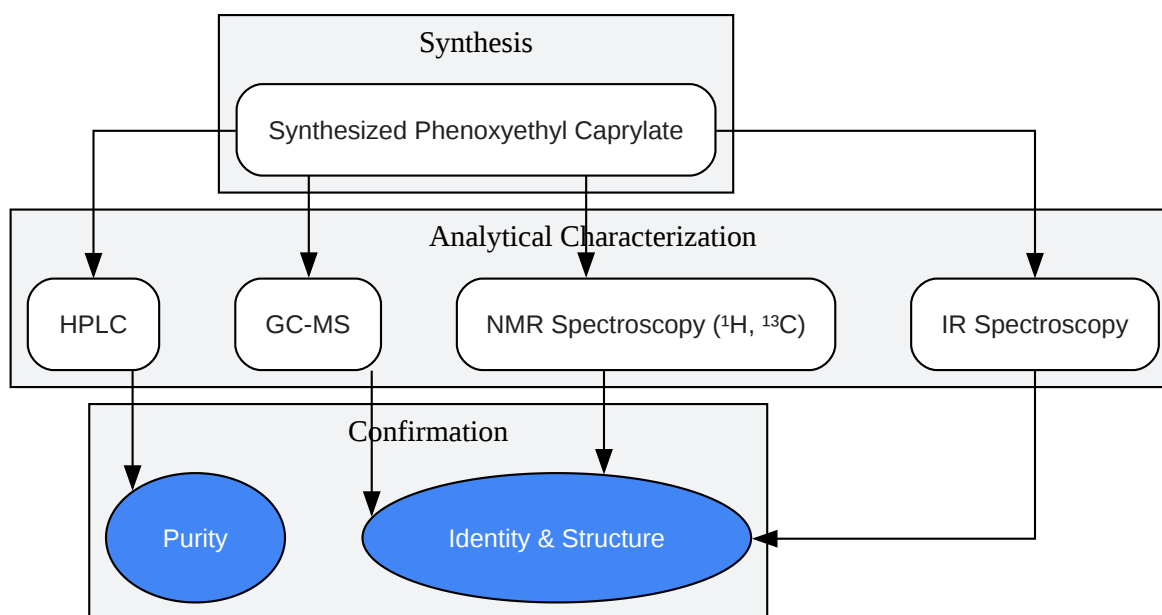 Synthesis
Synthesized Phenoxyethyl Caprylate
Analytical Characterization
HPLC
GC-MS
NMR Spectroscopy (¹H, ¹³C)
IR Spectroscopy
Confirmation
Purity
Identity & Structure